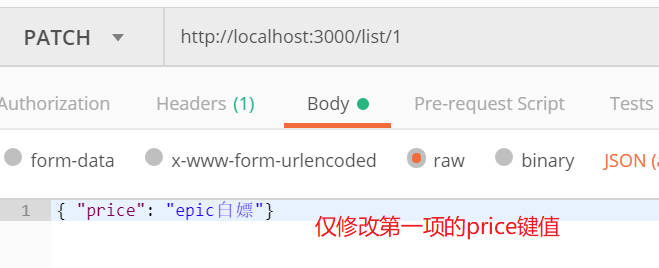 PATCH http://localhost:3000/list/1
Authorization Headers (1) Body Pre-request Script Tests
form-data x-www-form-urlencoded raw binary JSON (a
1 { "price": "epic白嫖"}
仅修改第一项的price键值